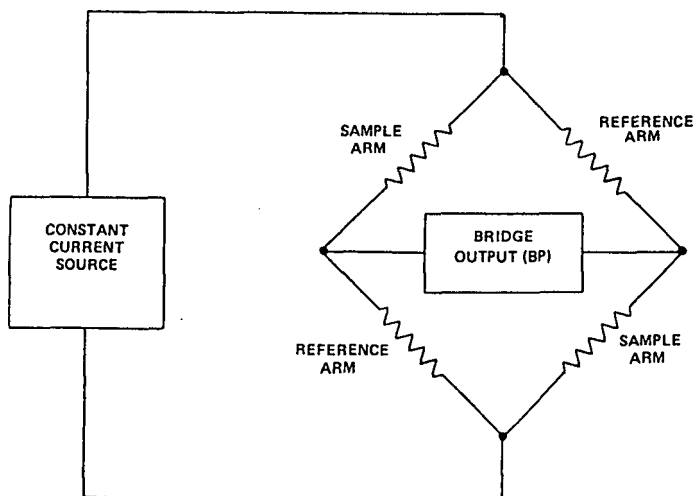 SAMPLE
ARM
REFERENCE
ARM
CONSTANT
CURRENT
SOURCE
BRIDGE
OUTPUT (BP)
REFERENCE
ARM
SAMPLE
ARM